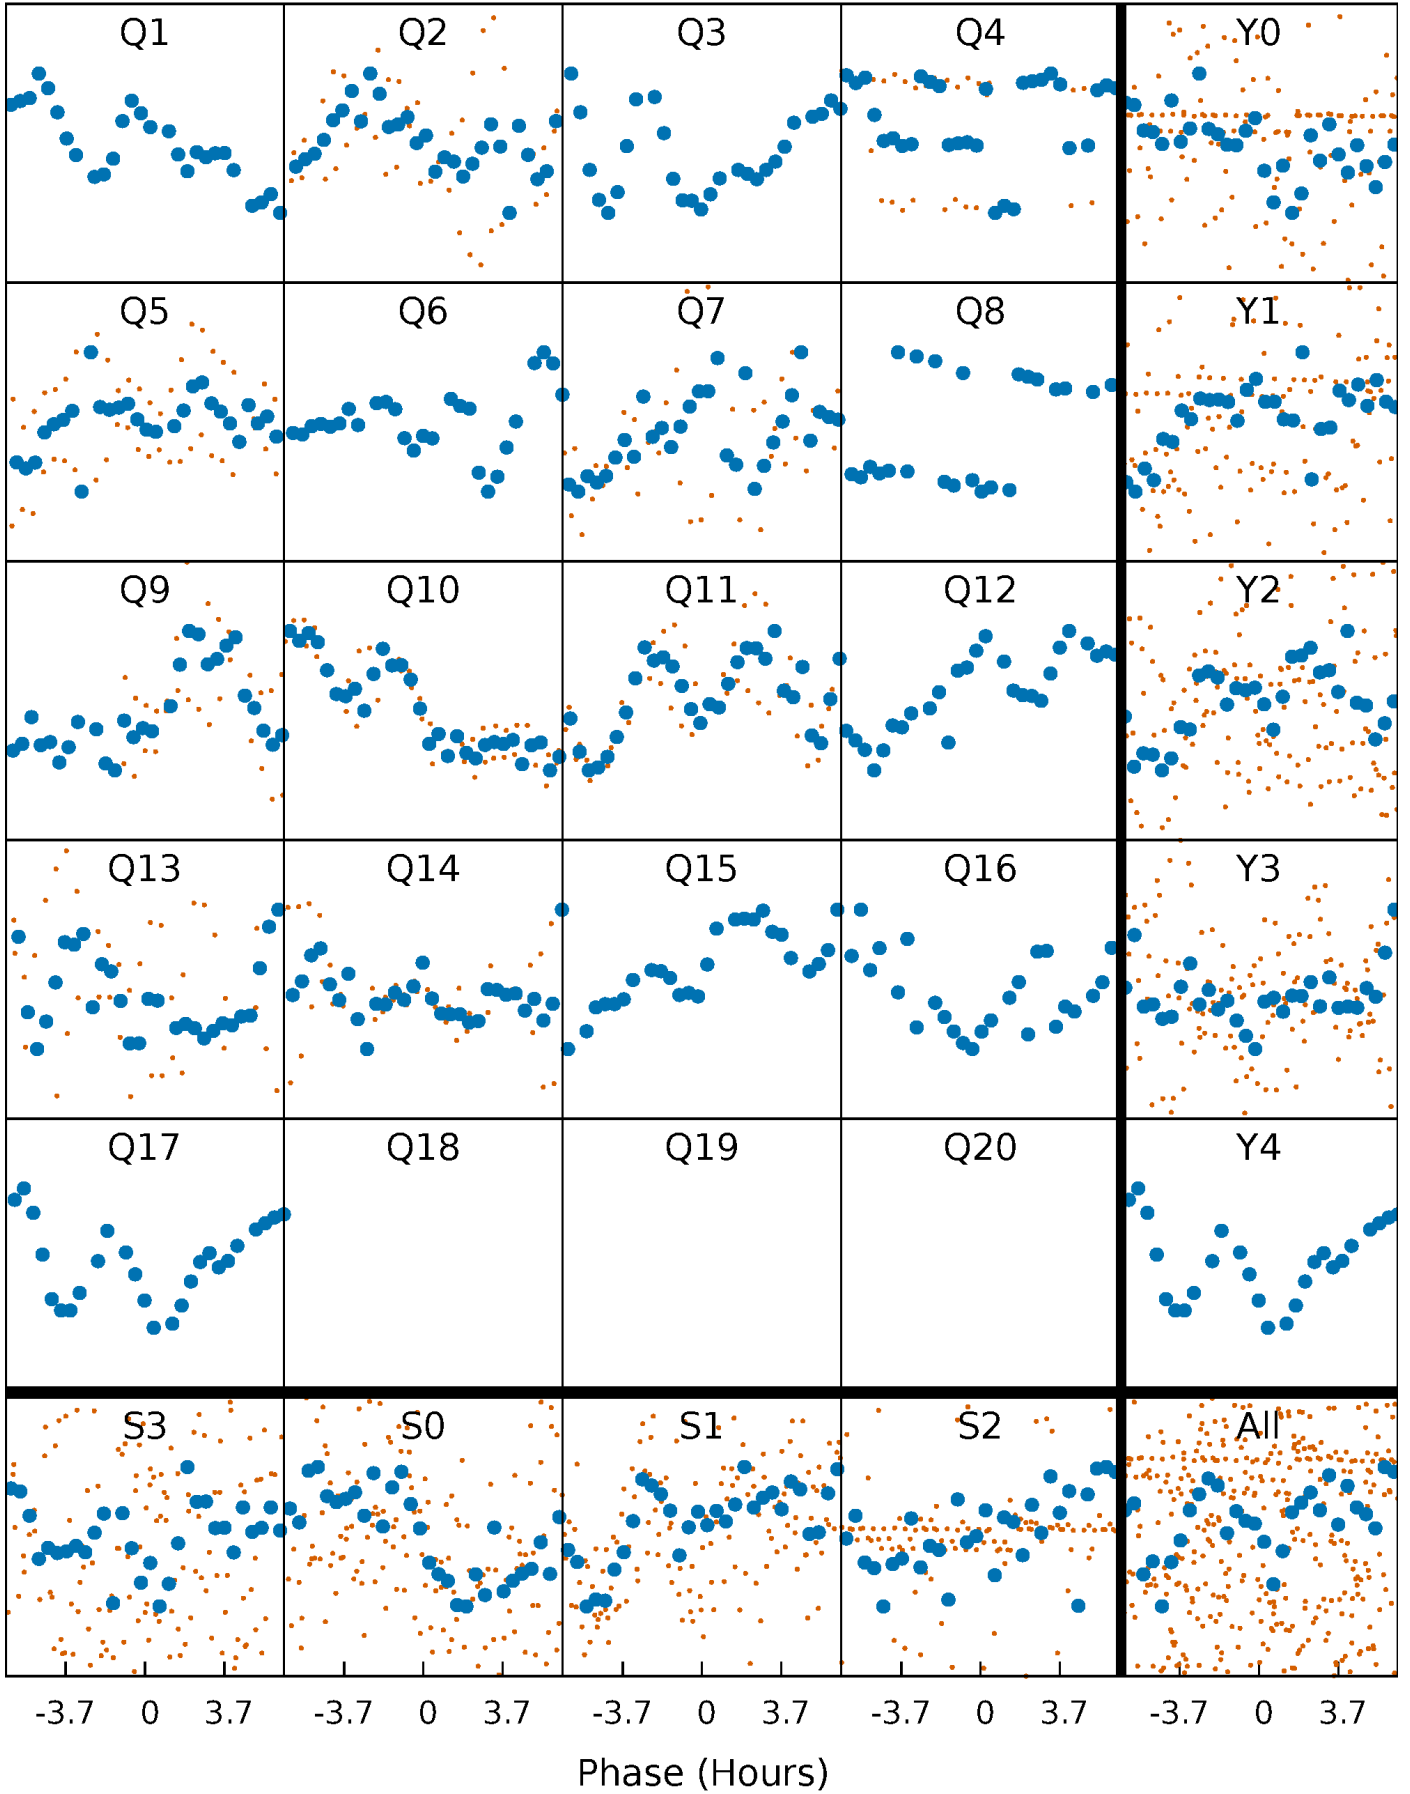 Q1 Q2 Q3 Q4 Y0
Q5 Q6 Q7 Q8 Y1
Q9 Q10 Q11 Q12 Y2
Q13 Q14 Q15 Q16 Y3
Q17 Q18 Q19 Q20 Y4
S3 S0 S1 S2 All
-3.7 0 3.7 -3.7 0 3.7 -3.7 0 3.7 -3.7 0 3.7 -3.7 0 3.7
Phase (Hours)